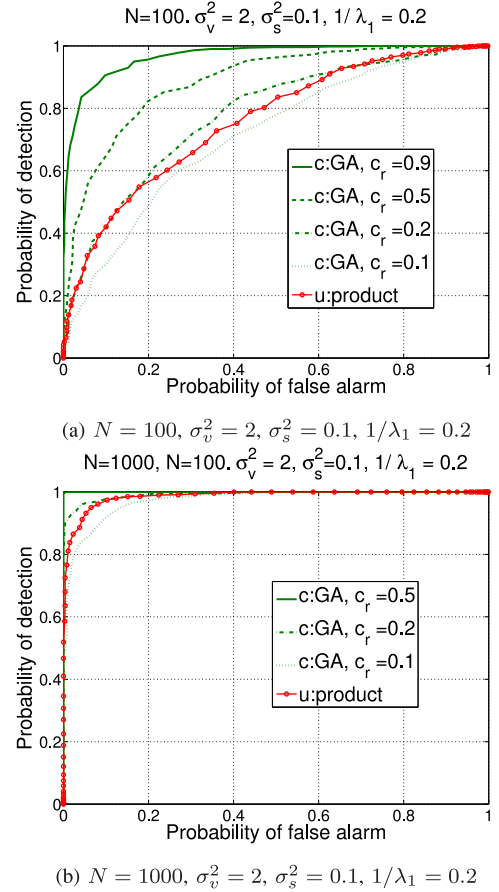 N=100. σ_v^2 = 2, σ_s^2=0.1, 1/ λ_1 = 0.2
Probability of detection
1
0.8
0.6
0.4
0.2
0
c:GA, c_r =0.9
c:GA, c_r =0.5
c:GA, c_r =0.2
c:GA, c_r =0.1
u:product
0 0.2 0.4 0.6 0.8 1
Probability of false alarm
(a) N = 100, σ_v^2 = 2, σ_s^2 = 0.1, 1/λ_1 = 0.2
N=1000, N=100. σ_v^2 = 2, σ_s^2=0.1, 1/ λ_1 = 0.2
Probability of detection
1
0.8
0.6
0.4
0.2
0
c:GA, c_r =0.5
c:GA, c_r =0.2
c:GA, c_r =0.1
u:product
0 0.2 0.4 0.6 0.8 1
Probability of false alarm
(b) N = 1000, σ_v^2 = 2, σ_s^2 = 0.1, 1/λ_1 = 0.2